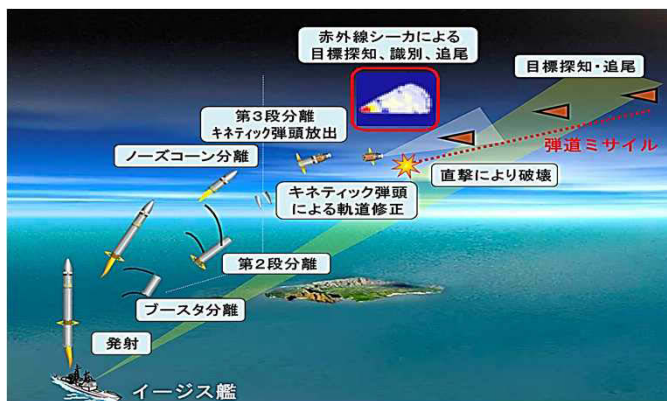 赤外線シーカによる
目標探知、識別、追尾
目標探知・追尾
第3段分離
キネティック弾頭放出
ノーズコーン分離
弾道ミサイル
直撃により破壊
キネティック弾頭
による軌道修正
第2段分離
ブースタ分離
発射
イージス艦